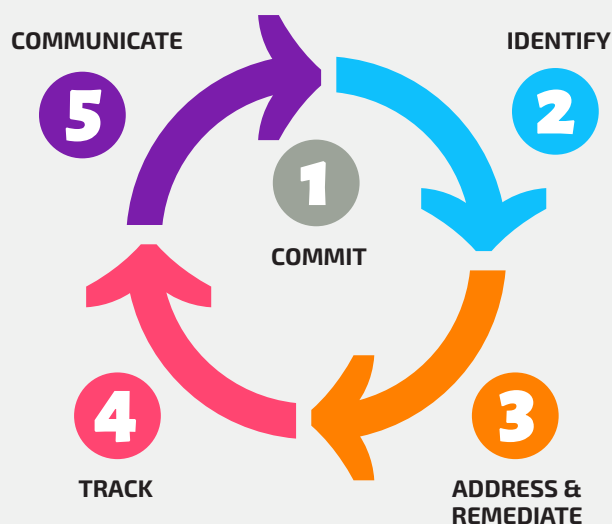 COMMUNICATE
5
IDENTIFY
2
1
COMMIT
4
TRACK
3
ADDRESS &
REMEDIATE